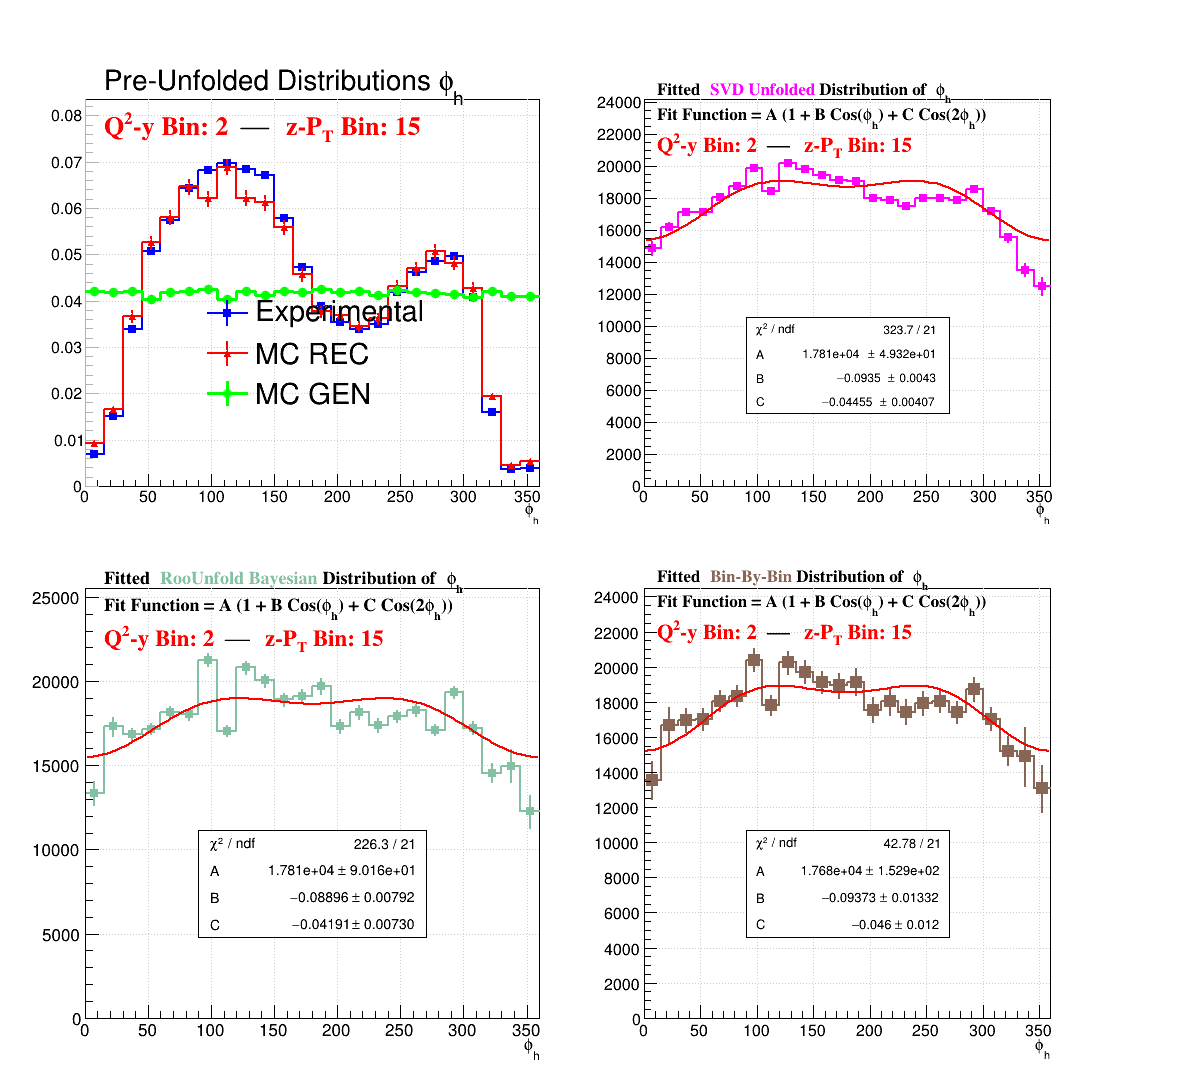 Pre-Unfolded Distributions ϕh
Q²-y Bin: 2 — z-PT Bin: 15
0.08
0.07
0.06
0.05
0.04
0.03
0.02
0.01
0
Experimental
MC REC
MC GEN
0 50 100 150 200 250 300 350
ϕh
Fitted SVD Unfolded Distribution of ϕh
Fit Function = A (1 + B Cos(ϕh) + C Cos(2ϕh))
Q²-y Bin: 2 — z-PT Bin: 15
24000
22000
20000
18000
16000
14000
12000
10000
8000
6000
4000
2000
0
χ² / ndf 323.7 / 21
A 1.781e+04 ± 4.932e+01
B −0.0935 ± 0.0043
C −0.04455 ± 0.00407
0 50 100 150 200 250 300 350
ϕh
Fitted RooUnfold Bayesian Distribution of ϕh
Fit Function = A (1 + B Cos(ϕh) + C Cos(2ϕh))
Q²-y Bin: 2 — z-PT Bin: 15
25000
20000
15000
10000
5000
0
χ² / ndf 226.3 / 21
A 1.781e+04 ± 9.016e+01
B −0.08896 ± 0.00792
C −0.04191 ± 0.00730
0 50 100 150 200 250 300 350
ϕh
Fitted Bin-By-Bin Distribution of ϕh
Fit Function = A (1 + B Cos(ϕh) + C Cos(2ϕh))
Q²-y Bin: 2 — z-PT Bin: 15
24000
22000
20000
18000
16000
14000
12000
10000
8000
6000
4000
2000
0
χ² / ndf 42.78 / 21
A 1.768e+04 ± 1.529e+02
B −0.09373 ± 0.01332
C −0.046 ± 0.012
0 50 100 150 200 250 300 350
ϕh